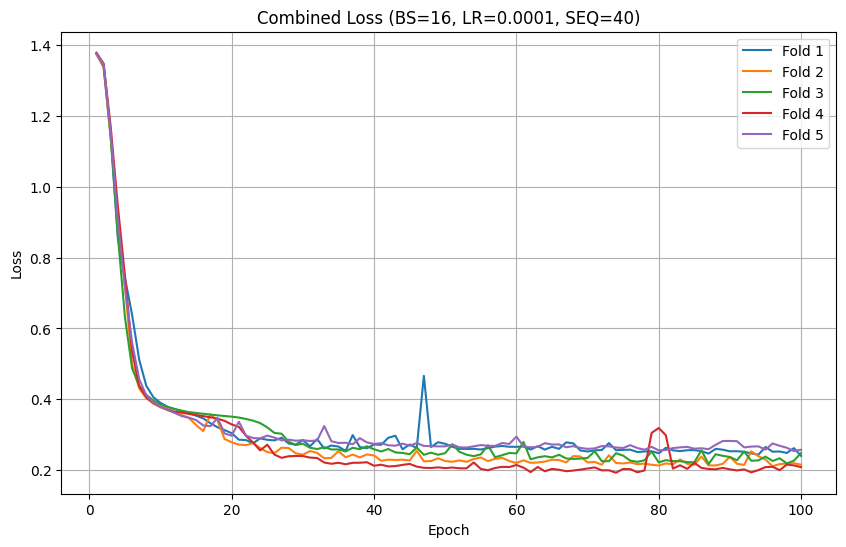 Combined Loss (BS=16, LR=0.0001, SEQ=40)
Fold 1
Fold 2
Fold 3
Fold 4
Fold 5
Loss
1.4
1.2
1.0
0.8
0.6
0.4
0.2
0 20 40 60 80 100
Epoch